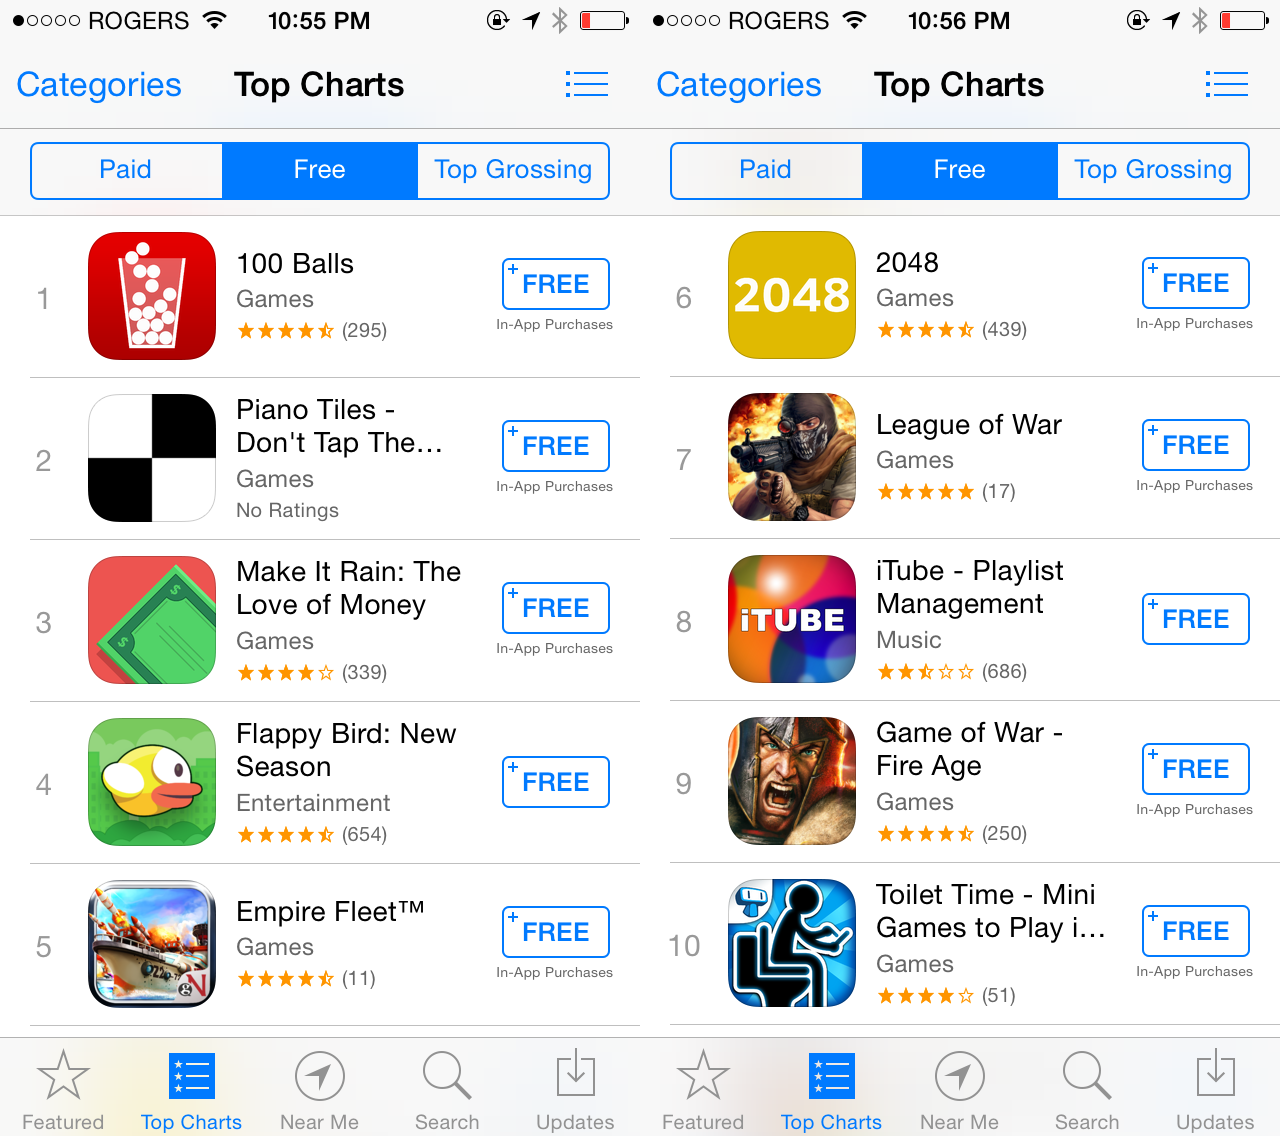 ROGERS 10:55 PM
Categories Top Charts
Paid Free Top Grossing
1
100 Balls
Games
(295)
+ FREE
In-App Purchases
2
Piano Tiles -
Don't Tap The...
Games
No Ratings
+ FREE
In-App Purchases
3
$
$
Make It Rain: The
Love of Money
Games
(339)
+ FREE
In-App Purchases
4
Flappy Bird: New
Season
Entertainment
(654)
+ FREE
5
Empire Fleet™
Games
(11)
+ FREE
In-App Purchases
Featured Top Charts Near Me Search Updates
ROGERS 10:56 PM
Categories Top Charts
Paid Free Top Grossing
6
2048
2048
Games
(439)
+ FREE
In-App Purchases
7
League of War
Games
(17)
+ FREE
In-App Purchases
8
iTUBE
iTube - Playlist
Management
Music
(686)
+ FREE
9
Game of War -
Fire Age
Games
(250)
+ FREE
In-App Purchases
10
Toilet Time - Mini
Games to Play i...
Games
(51)
+ FREE
In-App Purchases
Featured Top Charts Near Me Search Updates